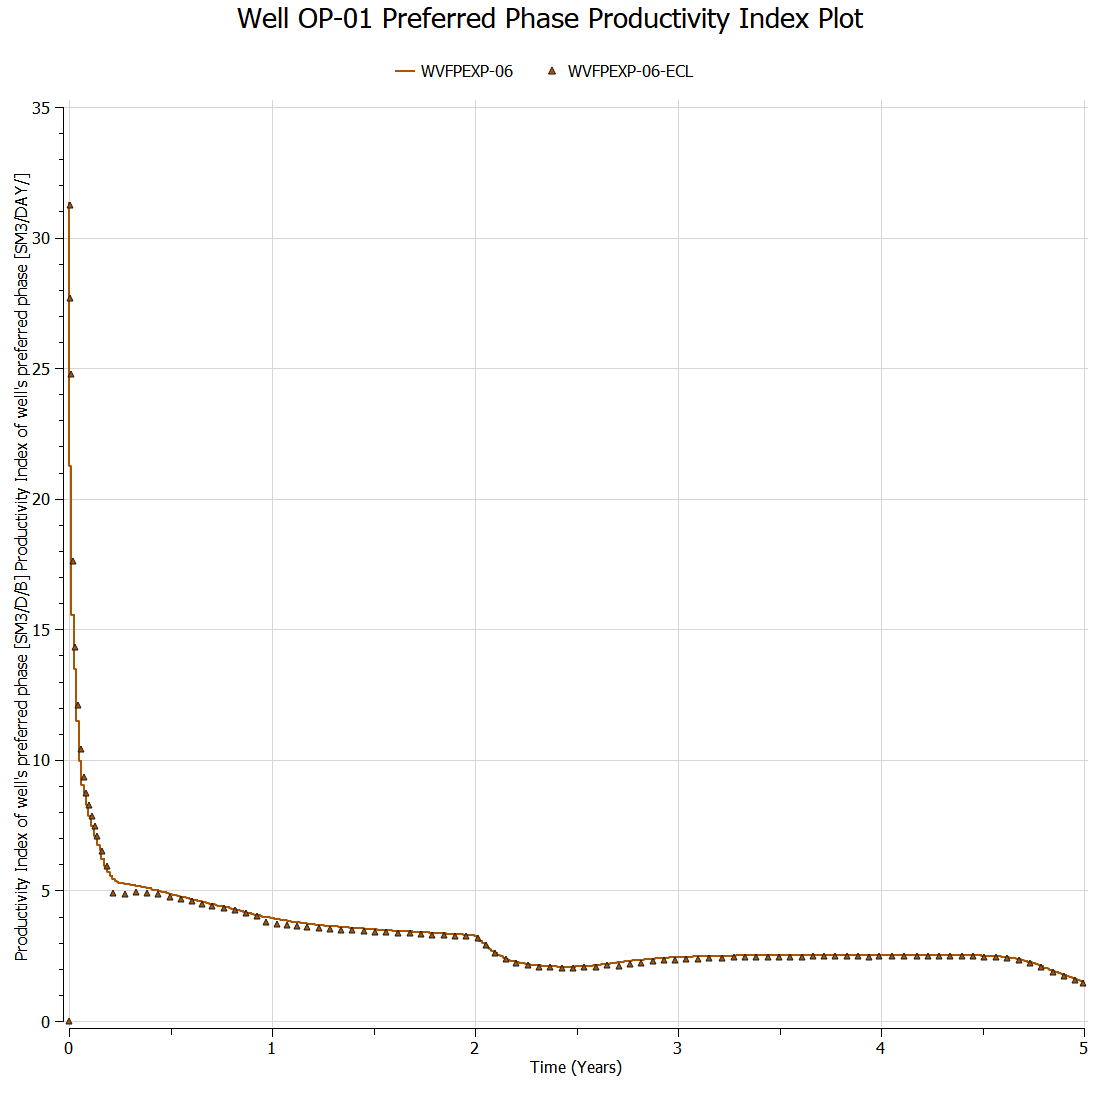 Well OP-01 Preferred Phase Productivity Index Plot
WVFPEXP-06
WVFPEXP-06-ECL
Productivity Index of well's preferred phase [SM3/D/B] Productivity Index of well's preferred phase [SM3/DAY/]
35
30
25
20
15
10
5
0
0 1 2 3 4 5
Time (Years)